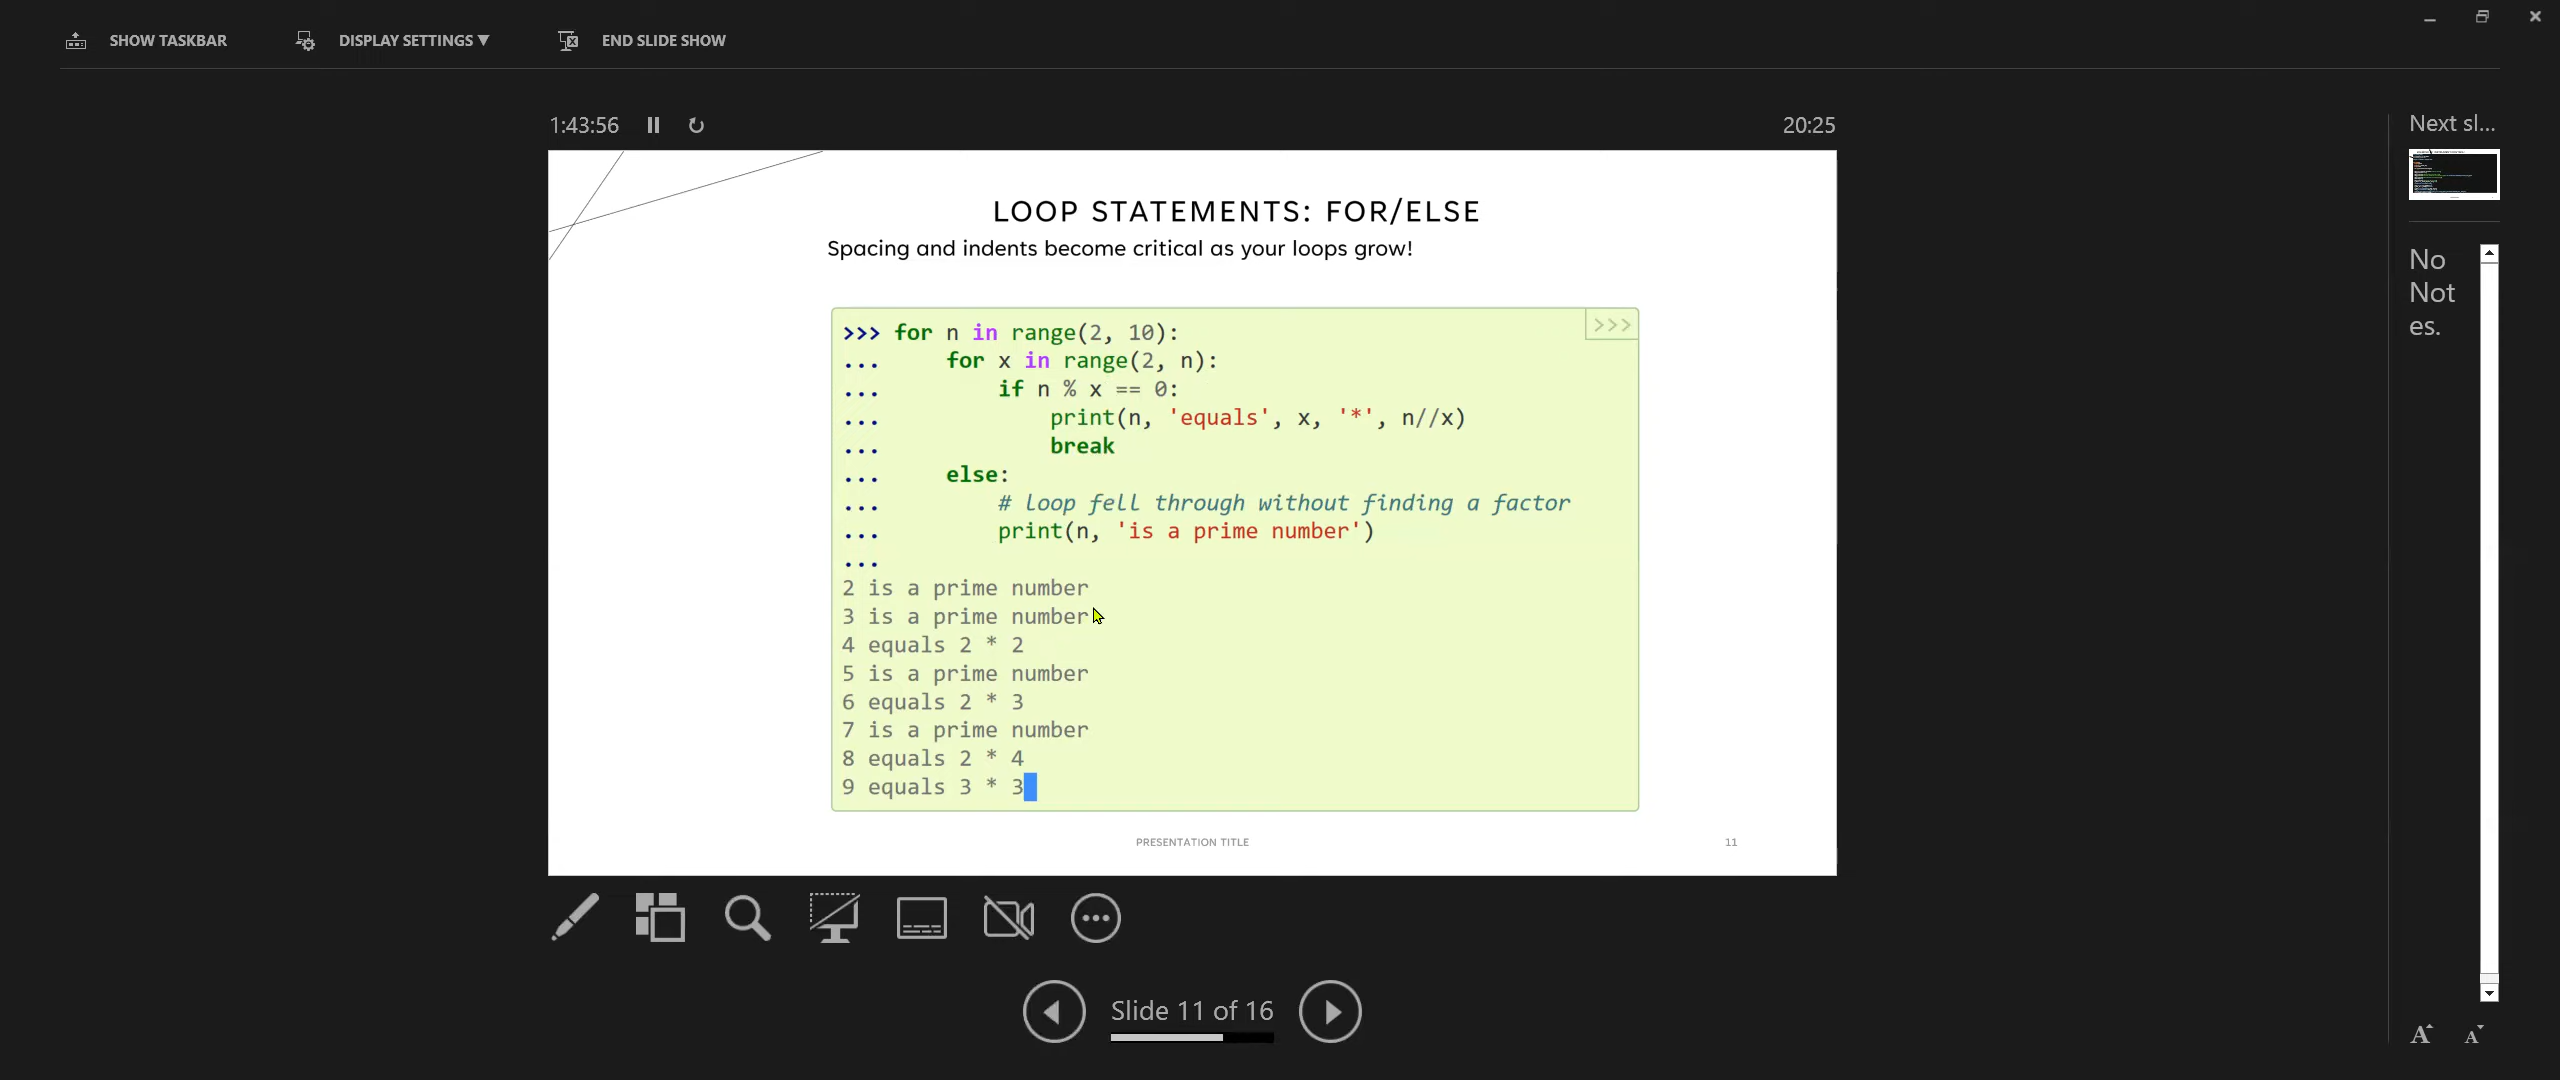 SHOW TASKBAR
DISPLAY SETTINGS ▼
END SLIDE SHOW
1:43:56
20:25
Next sl...
LOOP STATEMENTS: FOR/ELSE
Spacing and indents become critical as your loops grow!
>>>
>>> for n in range(2, 10):
...     for x in range(2, n):
...         if n % x == 0:
...             print(n, 'equals', x, '*', n//x)
...             break
...     else:
...         # loop fell through without finding a factor
...         print(n, 'is a prime number')
...
2 is a prime number
3 is a prime number
4 equals 2 * 2
5 is a prime number
6 equals 2 * 3
7 is a prime number
8 equals 2 * 4
9 equals 3 * 3
PRESENTATION TITLE
11
No
Not
es.
Slide 11 of 16
A
A